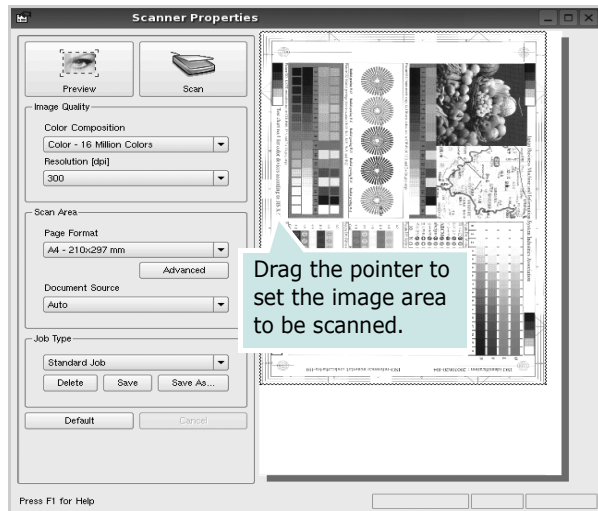 Scanner Properties
Preview
Scan
Image Quality
Color Composition
Color - 16 Million Colors
Resolution [dpi]
300
Scan Area
Page Format
A4 - 210x297 mm
Advanced
Document Source
Auto
Job Type
Standard Job
Delete
Save
Save As...
Default
Cancel
Drag the pointer to
set the image area
to be scanned.
Press F1 for Help